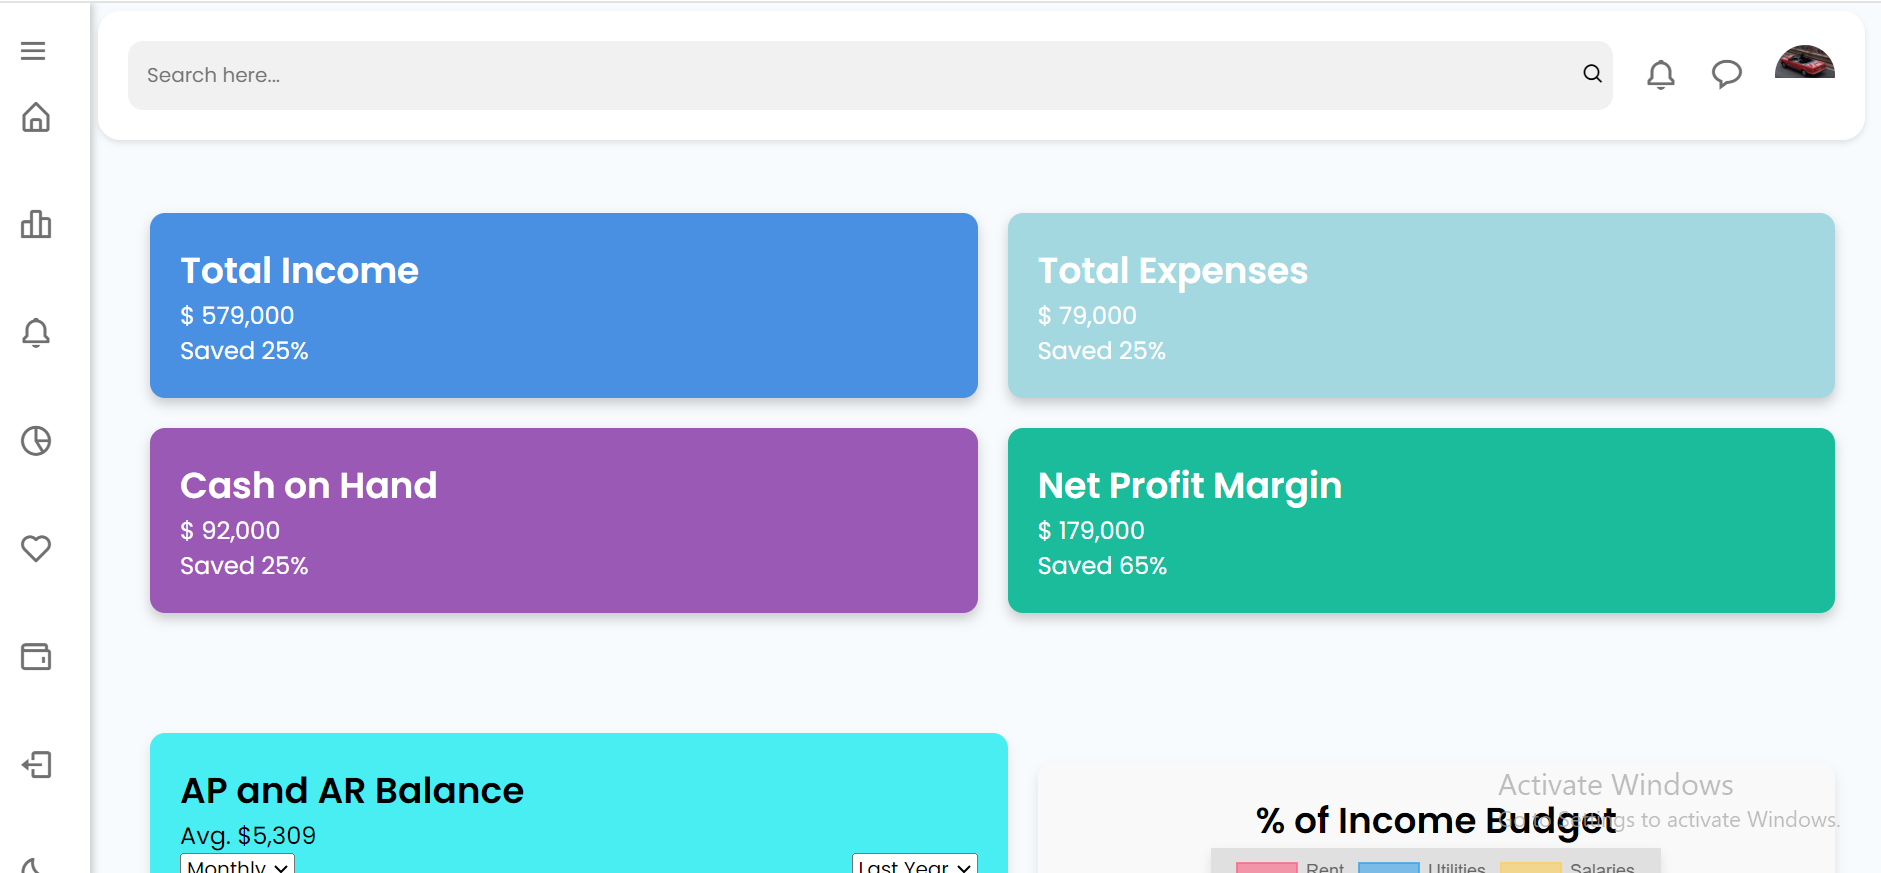 Search here...
Total Income
$ 579,000
Saved 25%
Total Expenses
$ 79,000
Saved 25%
Cash on Hand
$ 92,000
Saved 25%
Net Profit Margin
$ 179,000
Saved 65%
AP and AR Balance
Avg. $5,309
Monthly
Last Year
Activate Windows
% of Income Budget
Go to Settings to activate Windows.
Rent
Utilities
Salaries